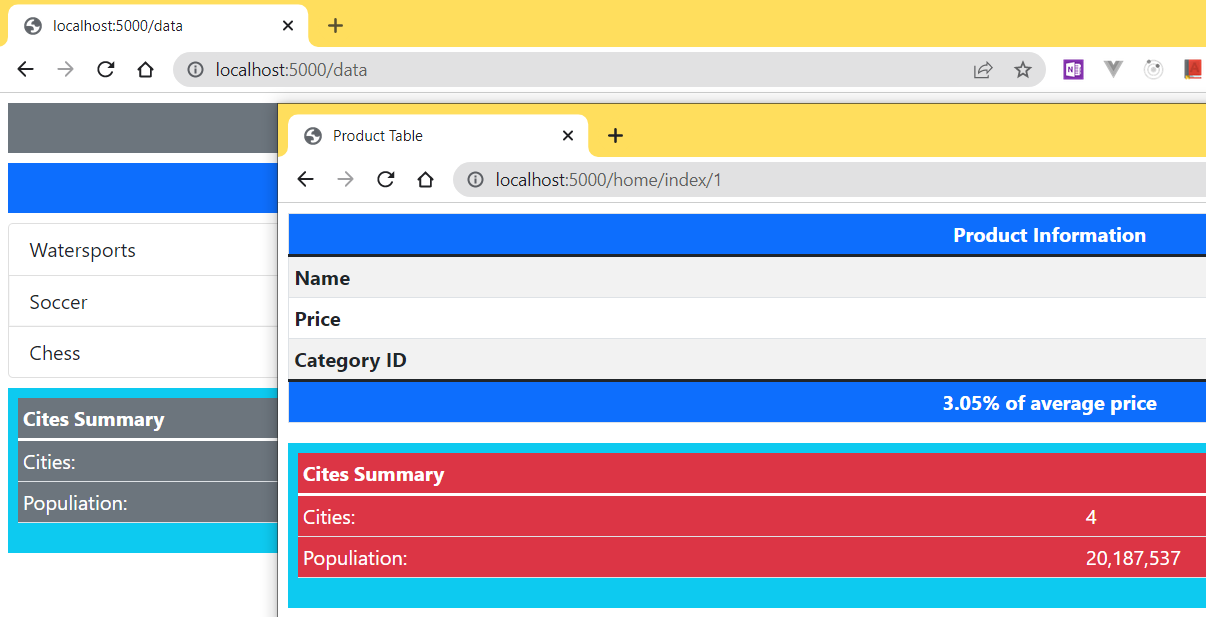 localhost:5000/data
localhost:5000/data
Watersports
Soccer
Chess
Cites Summary
Cities:
Populiation:
Product Table
localhost:5000/home/index/1
Product Information
Name
Price
Category ID
3.05% of average price
Cites Summary
Cities: 4
Populiation: 20,187,537